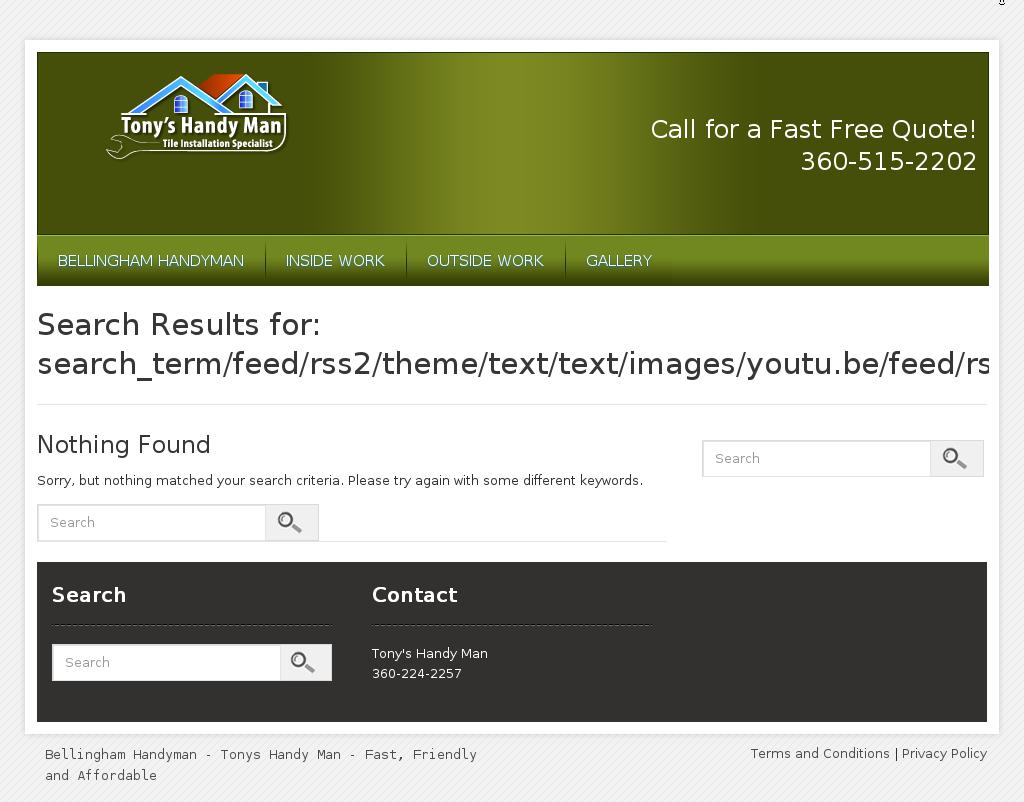 Tony's Handy Man
Tile Installation Specialist
Call for a Fast Free Quote!
360-515-2202
BELLINGHAM HANDYMAN
INSIDE WORK
OUTSIDE WORK
GALLERY
Search Results for:
search_term/feed/rss2/theme/text/text/images/youtu.be/feed/rs
Nothing Found
Sorry, but nothing matched your search criteria. Please try again with some different keywords.
Search
Search
Search
Search
Contact
Tony's Handy Man
360-224-2257
Bellingham Handyman - Tonys Handy Man - Fast, Friendly
and Affordable
Terms and Conditions | Privacy Policy